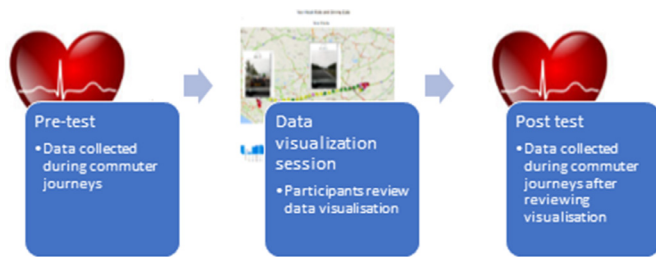 Pre-test
•Data collected
during commuter
journeys
Data
visualization
session
•Participants review
data visualisation
Post test
•Data collected
during commuter
journeys after
reviewing
visualisation